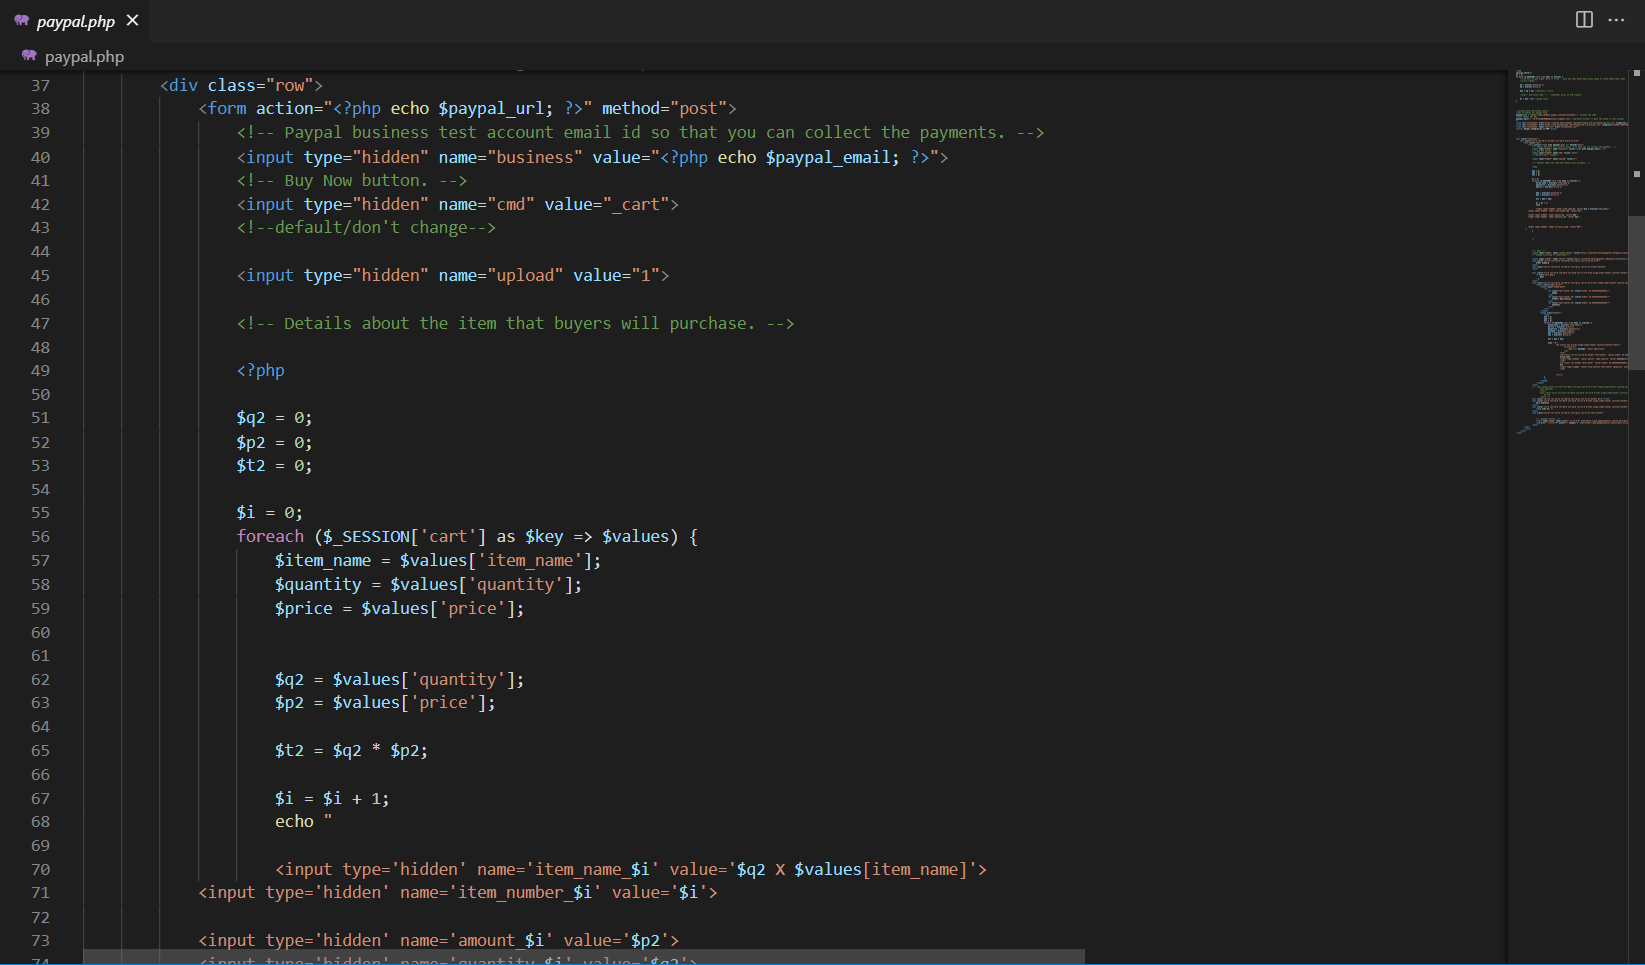 paypal.php
paypal.php
37 <div class="row">
38 <form action="<?php echo $paypal_url; ?>" method="post">
39 <!-- Paypal business test account email id so that you can collect the payments. -->
40 <input type="hidden" name="business" value="<?php echo $paypal_email; ?>">
41 <!-- Buy Now button. -->
42 <input type="hidden" name="cmd" value="_cart">
43 <!--default/don't change-->
44
45 <input type="hidden" name="upload" value="1">
46
47 <!-- Details about the item that buyers will purchase. -->
48
49 <?php
50
51 $q2 = 0;
52 $p2 = 0;
53 $t2 = 0;
54
55 $i = 0;
56 foreach ($_SESSION['cart'] as $key => $values) {
57 $item_name = $values['item_name'];
58 $quantity = $values['quantity'];
59 $price = $values['price'];
60
61
62 $q2 = $values['quantity'];
63 $p2 = $values['price'];
64
65 $t2 = $q2 * $p2;
66
67 $i = $i + 1;
68 echo "
69
70 <input type='hidden' name='item_name_$i' value='$q2 X $values[item_name]'>
71 <input type='hidden' name='item_number_$i' value='$i'>
72
73 <input type='hidden' name='amount_$i' value='$p2'>
74 <input type='hidden' name='quantity_$i' value='$q2'>